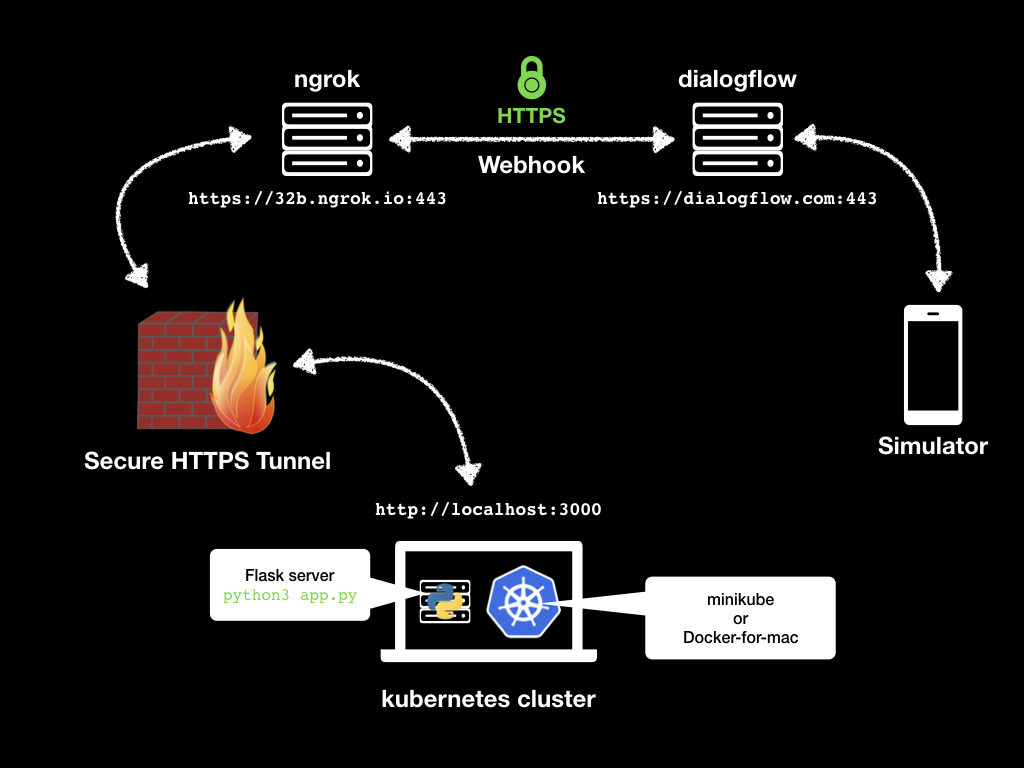 ngrok
dialogflow
HTTPS
Webhook
https://32b.ngrok.io:443
https://dialogflow.com:443
Secure HTTPS Tunnel
Simulator
http://localhost:3000
Flask server
python3 app.py
minikube
or
Docker-for-mac
kubernetes cluster